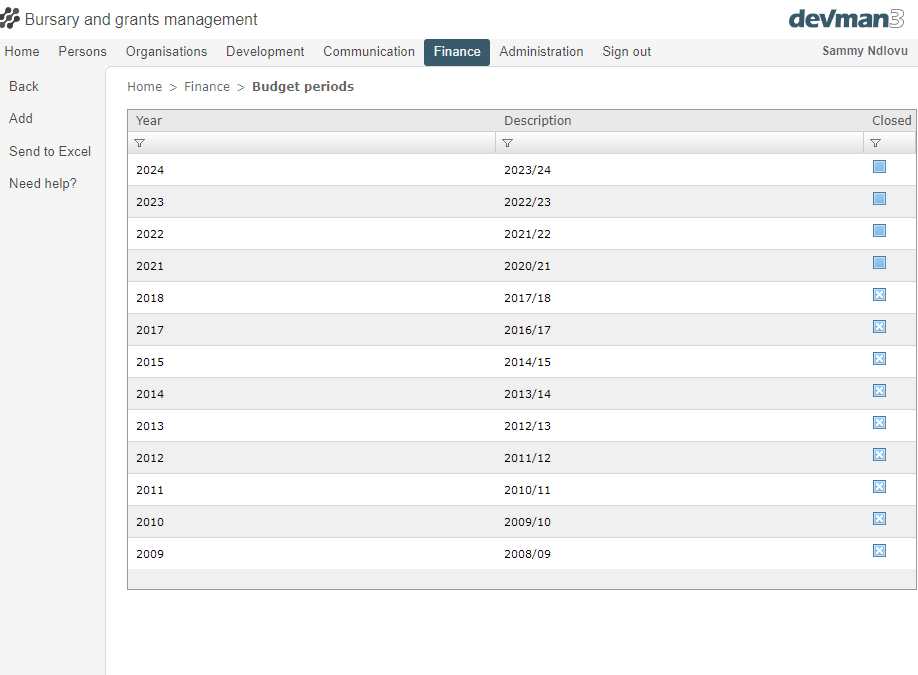 Bursary and grants management
devman3
Home Persons Organisations Development Communication Finance Administration Sign out Sammy Ndlovu
Back
Add
Send to Excel
Need help?
Home > Finance > Budget periods
Year Description Closed
2024 2023/24
2023 2022/23
2022 2021/22
2021 2020/21
2018 2017/18
2017 2016/17
2015 2014/15
2014 2013/14
2013 2012/13
2012 2011/12
2011 2010/11
2010 2009/10
2009 2008/09